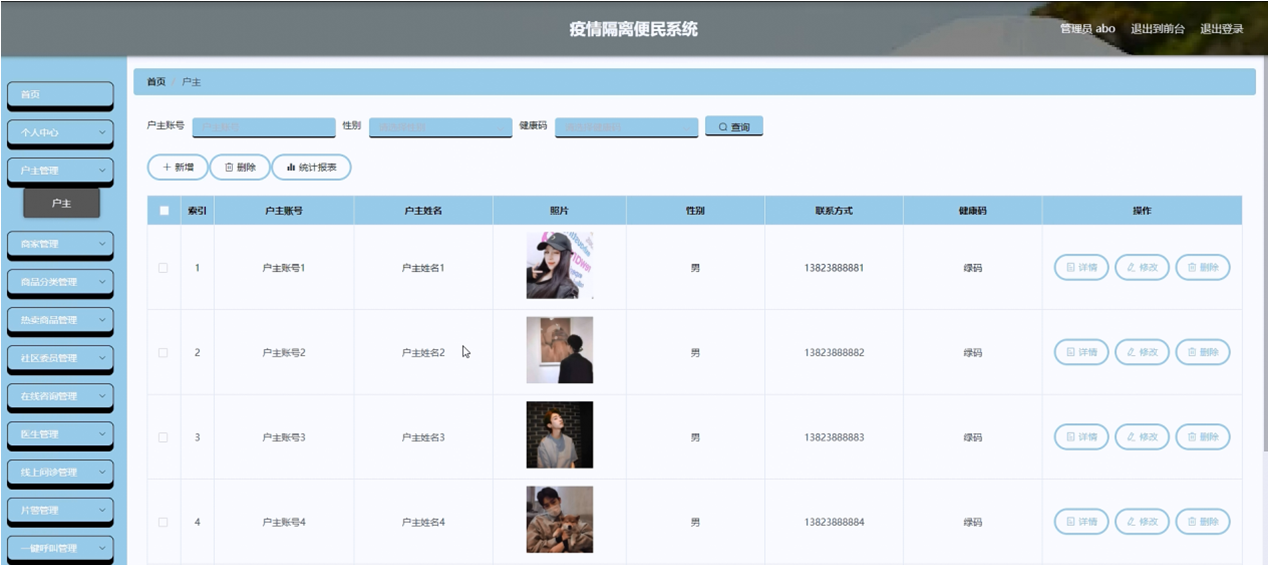 疫情隔离便民系统
管理员 abo 退出到前台 退出登录
首页
个人中心
户主管理
户主
商家管理
商品分类管理
热卖商品管理
社区委员管理
在线咨询管理
医生管理
线上问诊管理
片警管理
一键呼叫管理
首页 / 户主
户主账号 户主账号 性别 健康码 查询
新增 删除 统计报表
索引 户主账号 户主姓名 照片 性别 联系方式 健康码 操作
1 户主账号1 户主姓名1 男 13823888881 绿码 详情 修改 删除
2 户主账号2 户主姓名2 男 13823888882 绿码 详情 修改 删除
3 户主账号3 户主姓名3 男 13823888883 绿码 详情 修改 删除
4 户主账号4 户主姓名4 男 13823888884 绿码 详情 修改 删除